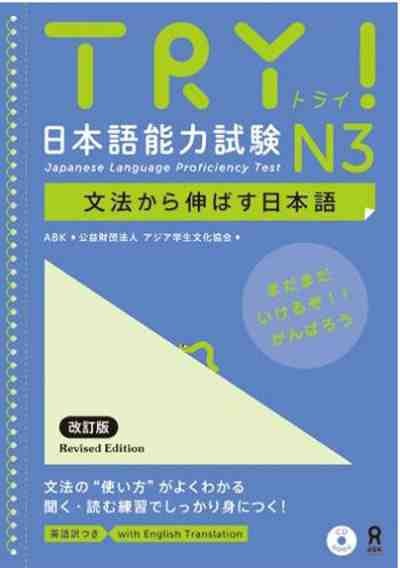 TRY!
トライ
日本語能力試験 N3
Japanese Language Proficiency Test
文法から伸ばす日本語
ABK ● 公益財団法人 アジア学生文化協会 ●
まだまだ
いけるぞ！！
がんばろう
改訂版
Revised Edition
文法の“使い方”がよくわかる
聞く・読む練習でしっかり身につく！
英語訳つき with English Translation
CD
ASK